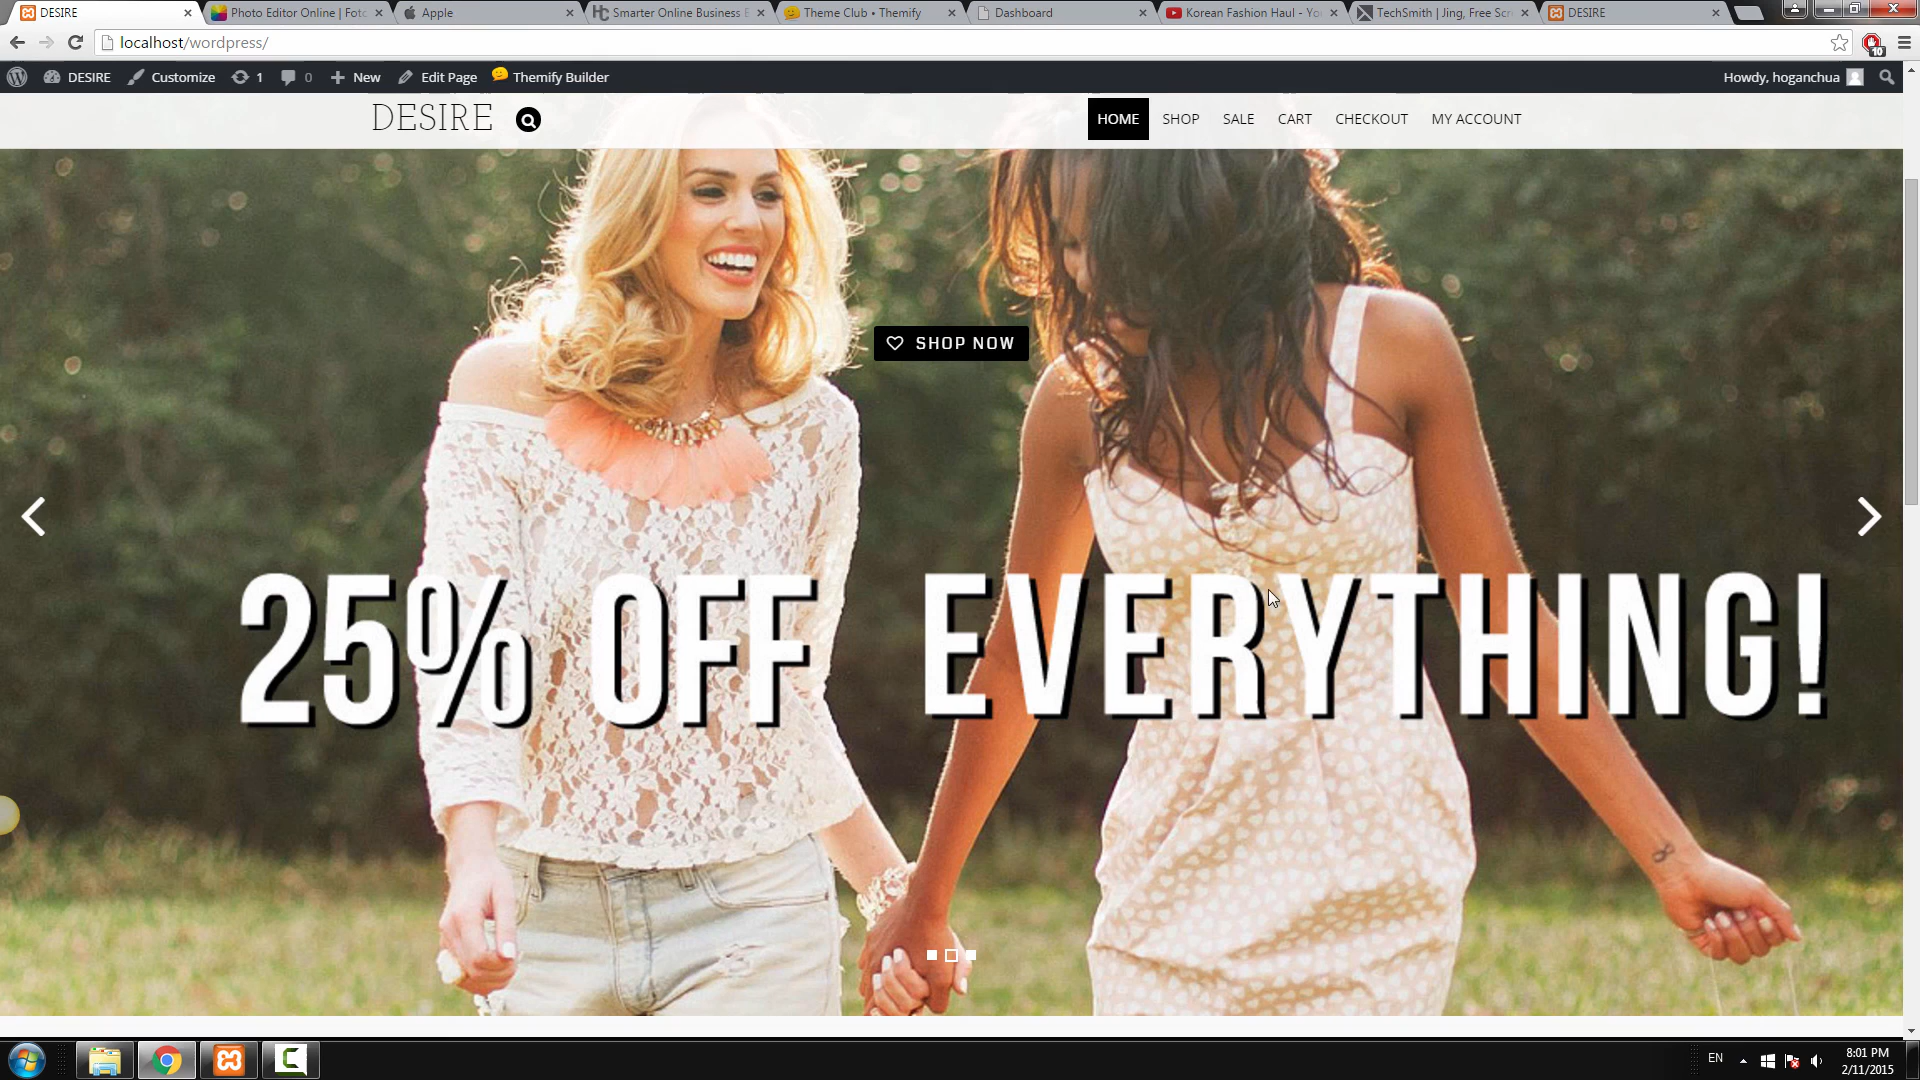 DESIRE
Photo Editor Online | Foto
Apple
Smarter Online Business E
Theme Club • Themify
Dashboard
Korean Fashion Haul - Yo
TechSmith | Jing, Free Scr
DESIRE
localhost/wordpress/
10
DESIRE
Customize
1
0
New
Edit Page
Themify Builder
Howdy, hoganchua
DESIRE
HOME
SHOP
SALE
CART
CHECKOUT
MY ACCOUNT
SHOP NOW
25% OFF EVERYTHING!
EN
8:01 PM
2/11/2015